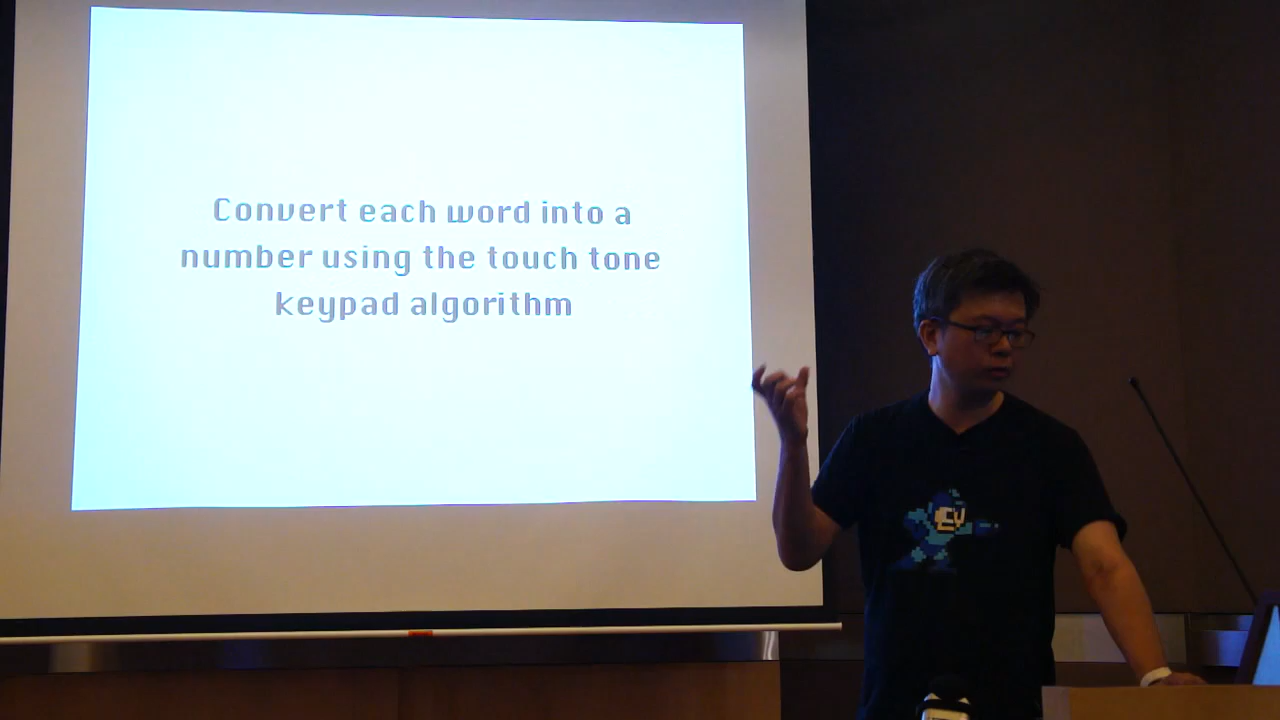 Convert each word into a
number using the touch tone
keypad algorithm